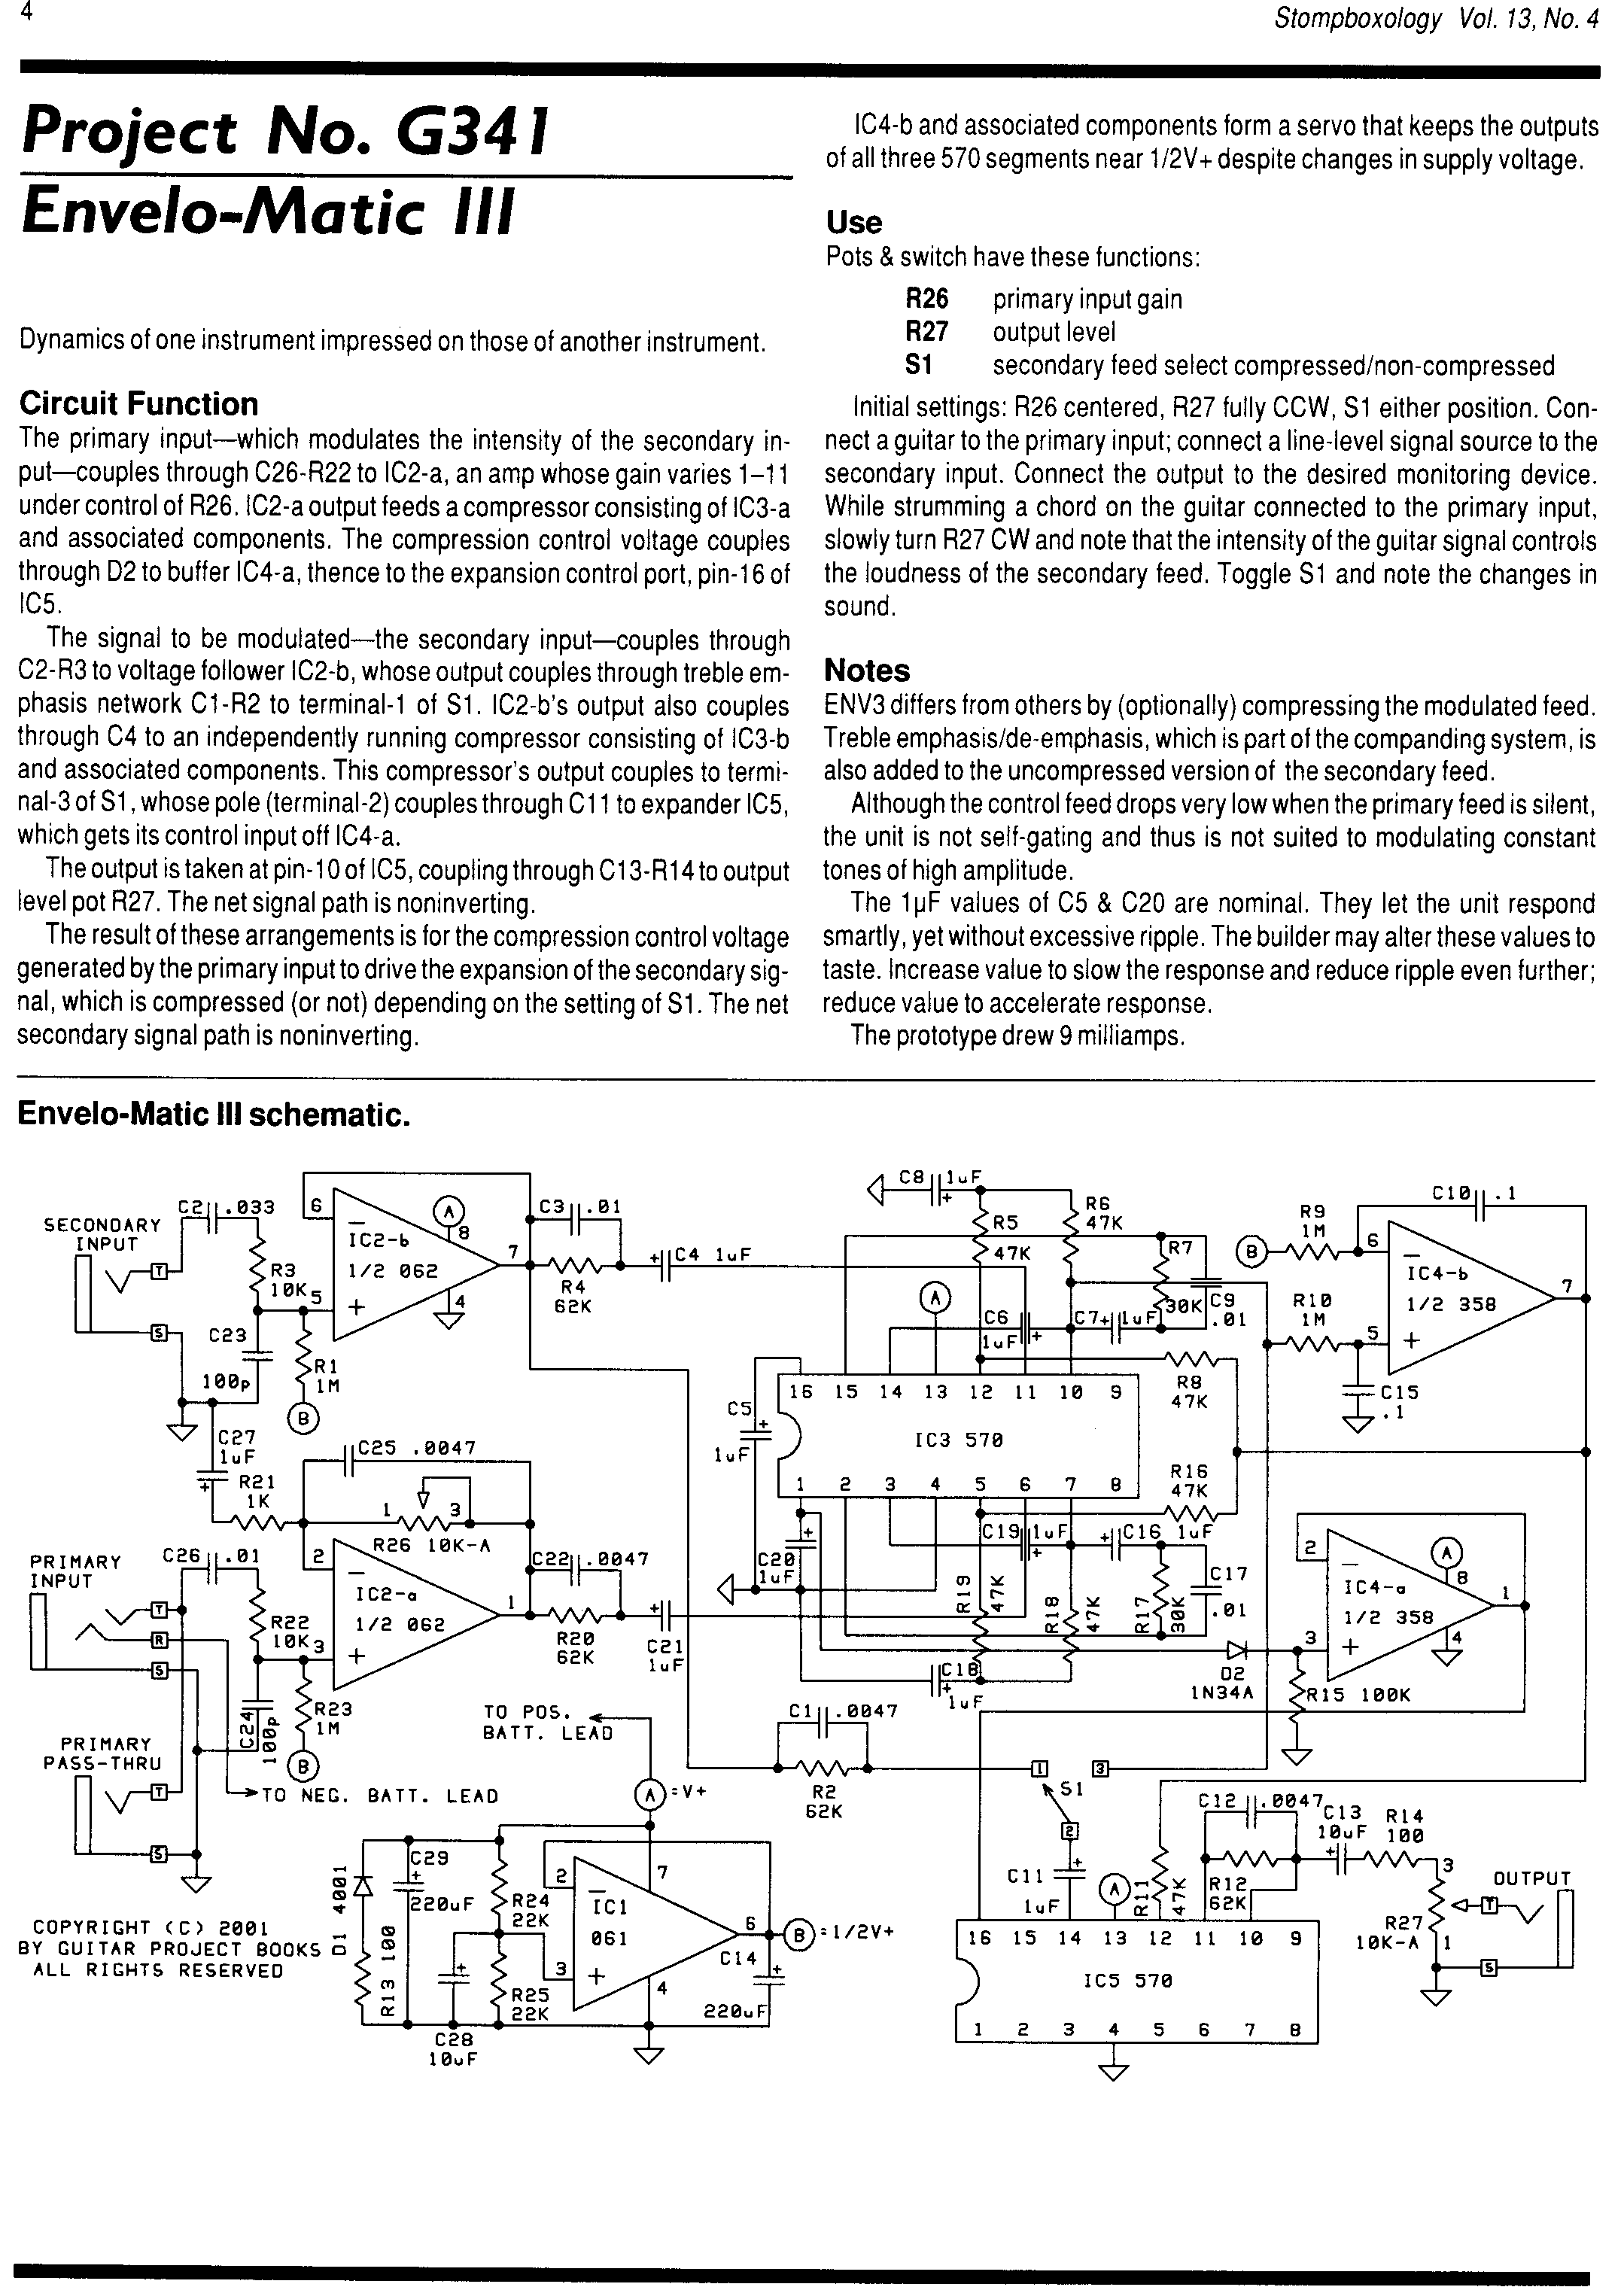 4
Stompboxology Vol. 13, No. 4
Project No. G341
Envelo-Matic III
Dynamics of one instrument impressed on those of another instrument.
Circuit Function
The primary input—which modulates the intensity of the secondary in-
put—couples through C26-R22 to IC2-a, an amp whose gain varies 1–11
under control of R26. IC2-a output feeds a compressor consisting of IC3-a
and associated components. The compression control voltage couples
through D2 to buffer IC4-a, thence to the expansion control port, pin-16 of
IC5.
The signal to be modulated—the secondary input—couples through
C2-R3 to voltage follower IC2-b, whose output couples through treble em-
phasis network C1-R2 to terminal-1 of S1. IC2-b's output also couples
through C4 to an independently running compressor consisting of IC3-b
and associated components. This compressor's output couples to termi-
nal-3 of S1, whose pole (terminal-2) couples through C11 to expander IC5,
which gets its control input off IC4-a.
The output is taken at pin-10 of IC5, coupling through C13-R14 to output
level pot R27. The net signal path is noninverting.
The result of these arrangements is for the compression control voltage
generated by the primary input to drive the expansion of the secondary sig-
nal, which is compressed (or not) depending on the setting of S1. The net
secondary signal path is noninverting.
IC4-b and associated components form a servo that keeps the outputs
of all three 570 segments near 1/2V+ despite changes in supply voltage.
Use
Pots & switch have these functions:
R26 primary input gain
R27 output level
S1 secondary feed select compressed/non-compressed
Initial settings: R26 centered, R27 fully CCW, S1 either position. Con-
nect a guitar to the primary input; connect a line-level signal source to the
secondary input. Connect the output to the desired monitoring device.
While strumming a chord on the guitar connected to the primary input,
slowly turn R27 CW and note that the intensity of the guitar signal controls
the loudness of the secondary feed. Toggle S1 and note the changes in
sound.
Notes
ENV3 differs from others by (optionally) compressing the modulated feed.
Treble emphasis/de-emphasis, which is part of the companding system, is
also added to the uncompressed version of the secondary feed.
Although the control feed drops very low when the primary feed is silent,
the unit is not self-gating and thus is not suited to modulating constant
tones of high amplitude.
The 1µF values of C5 & C20 are nominal. They let the unit respond
smartly, yet without excessive ripple. The builder may alter these values to
taste. Increase value to slow the response and reduce ripple even further;
reduce value to accelerate response.
The prototype drew 9 milliamps.
Envelo-Matic III schematic.
SECONDARY
INPUT
T
S
C2 .033
R3
10K
C23
100p
R1
1M
B
6
5
7
A
8
4
IC2-b
1/2 062
−
+
C3 .01
R4
62K
+ C4 1uF
C8 1uF
+
R5
47K
R6
47K
R7
30K
C9
.01
A
C6
1uF +
C7 + 1uF
R8
47K
C5
+
1uF
16 15 14 13 12 11 10 9
IC3 570
1 2 3 4 5 6 7 8
R9
1M
B
R10
1M
C10 .1
6
5
7
−
+
IC4-b
1/2 358
C15
.1
C27
1uF
+
R21
1K
C25 .0047
1 3
R26 10K-A
PRIMARY
INPUT
T
R
S
C26 .01
R22
10K
C24
100p
R23
1M
B
2
3
1
−
+
IC2-a
1/2 062
C22 .0047
R20
62K
+
C21
1uF
R16
47K
C19 1uF
+
+ C16 1uF
C20
+
1uF
R19
47K
R18
47K
R17
30K
C17
.01
C18
+
1uF
D2
1N34A
R15 100K
2
3
1
A
8
4
−
+
IC4-a
1/2 358
PRIMARY
PASS-THRU
T
S
TO NEG. BATT. LEAD
TO POS.
BATT. LEAD
A =V+
C1 .0047
R2
62K
1
3
S1
2
C11
+
1uF
A
R11
47K
C12 .0047
R12
62K
C13
10uF
+
R14
100
3
R27
10K-A
1
OUTPUT
T
S
16 15 14 13 12 11 10 9
IC5 570
1 2 3 4 5 6 7 8
D1 4001
R13 100
C29
+
220uF
R24
22K
R25
22K
+
C28
10uF
2
3
7
6
4
−
+
IC1
061
B =1/2V+
C14
+
220uF
COPYRIGHT (C) 2001
BY GUITAR PROJECT BOOKS
ALL RIGHTS RESERVED